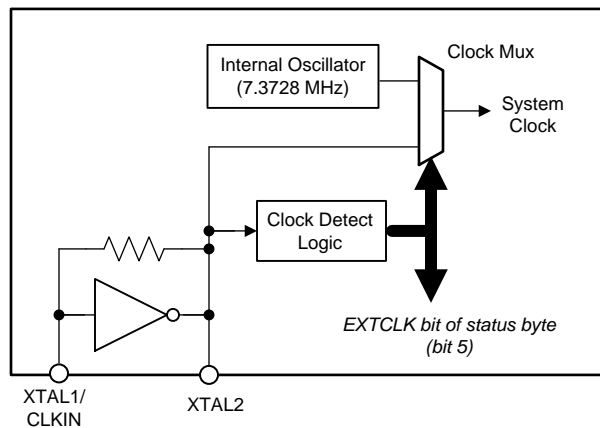 Internal Oscillator
(7.3728 MHz)
Clock Mux
System
Clock
Clock Detect
Logic
EXTCLK bit of status byte
(bit 5)
XTAL1/
CLKIN
XTAL2